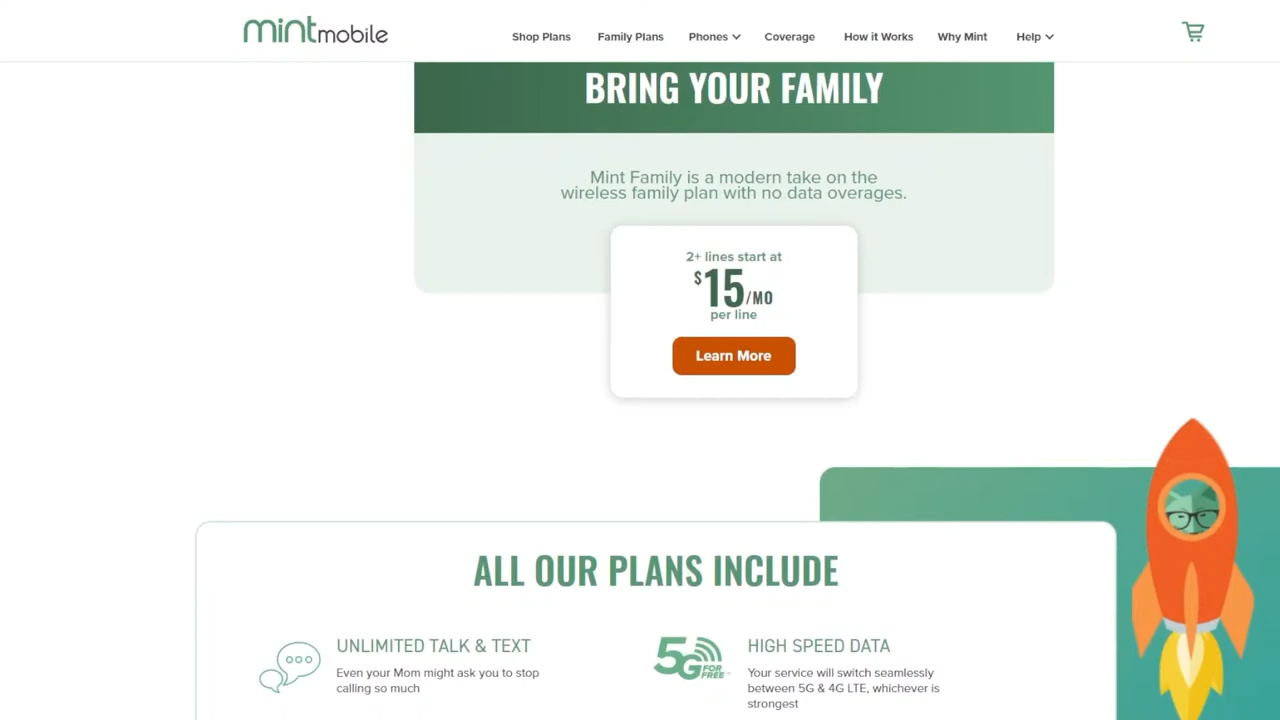 mintmobile
Shop Plans Family Plans Phones Coverage How it Works Why Mint Help
BRING YOUR FAMILY
Mint Family is a modern take on the
wireless family plan with no data overages.
2+ lines start at
$15/MO
per line
Learn More
ALL OUR PLANS INCLUDE
UNLIMITED TALK & TEXT
Even your Mom might ask you to stop
calling so much
5G FOR FREE™
HIGH SPEED DATA
Your service will switch seamlessly
between 5G & 4G LTE, whichever is
strongest